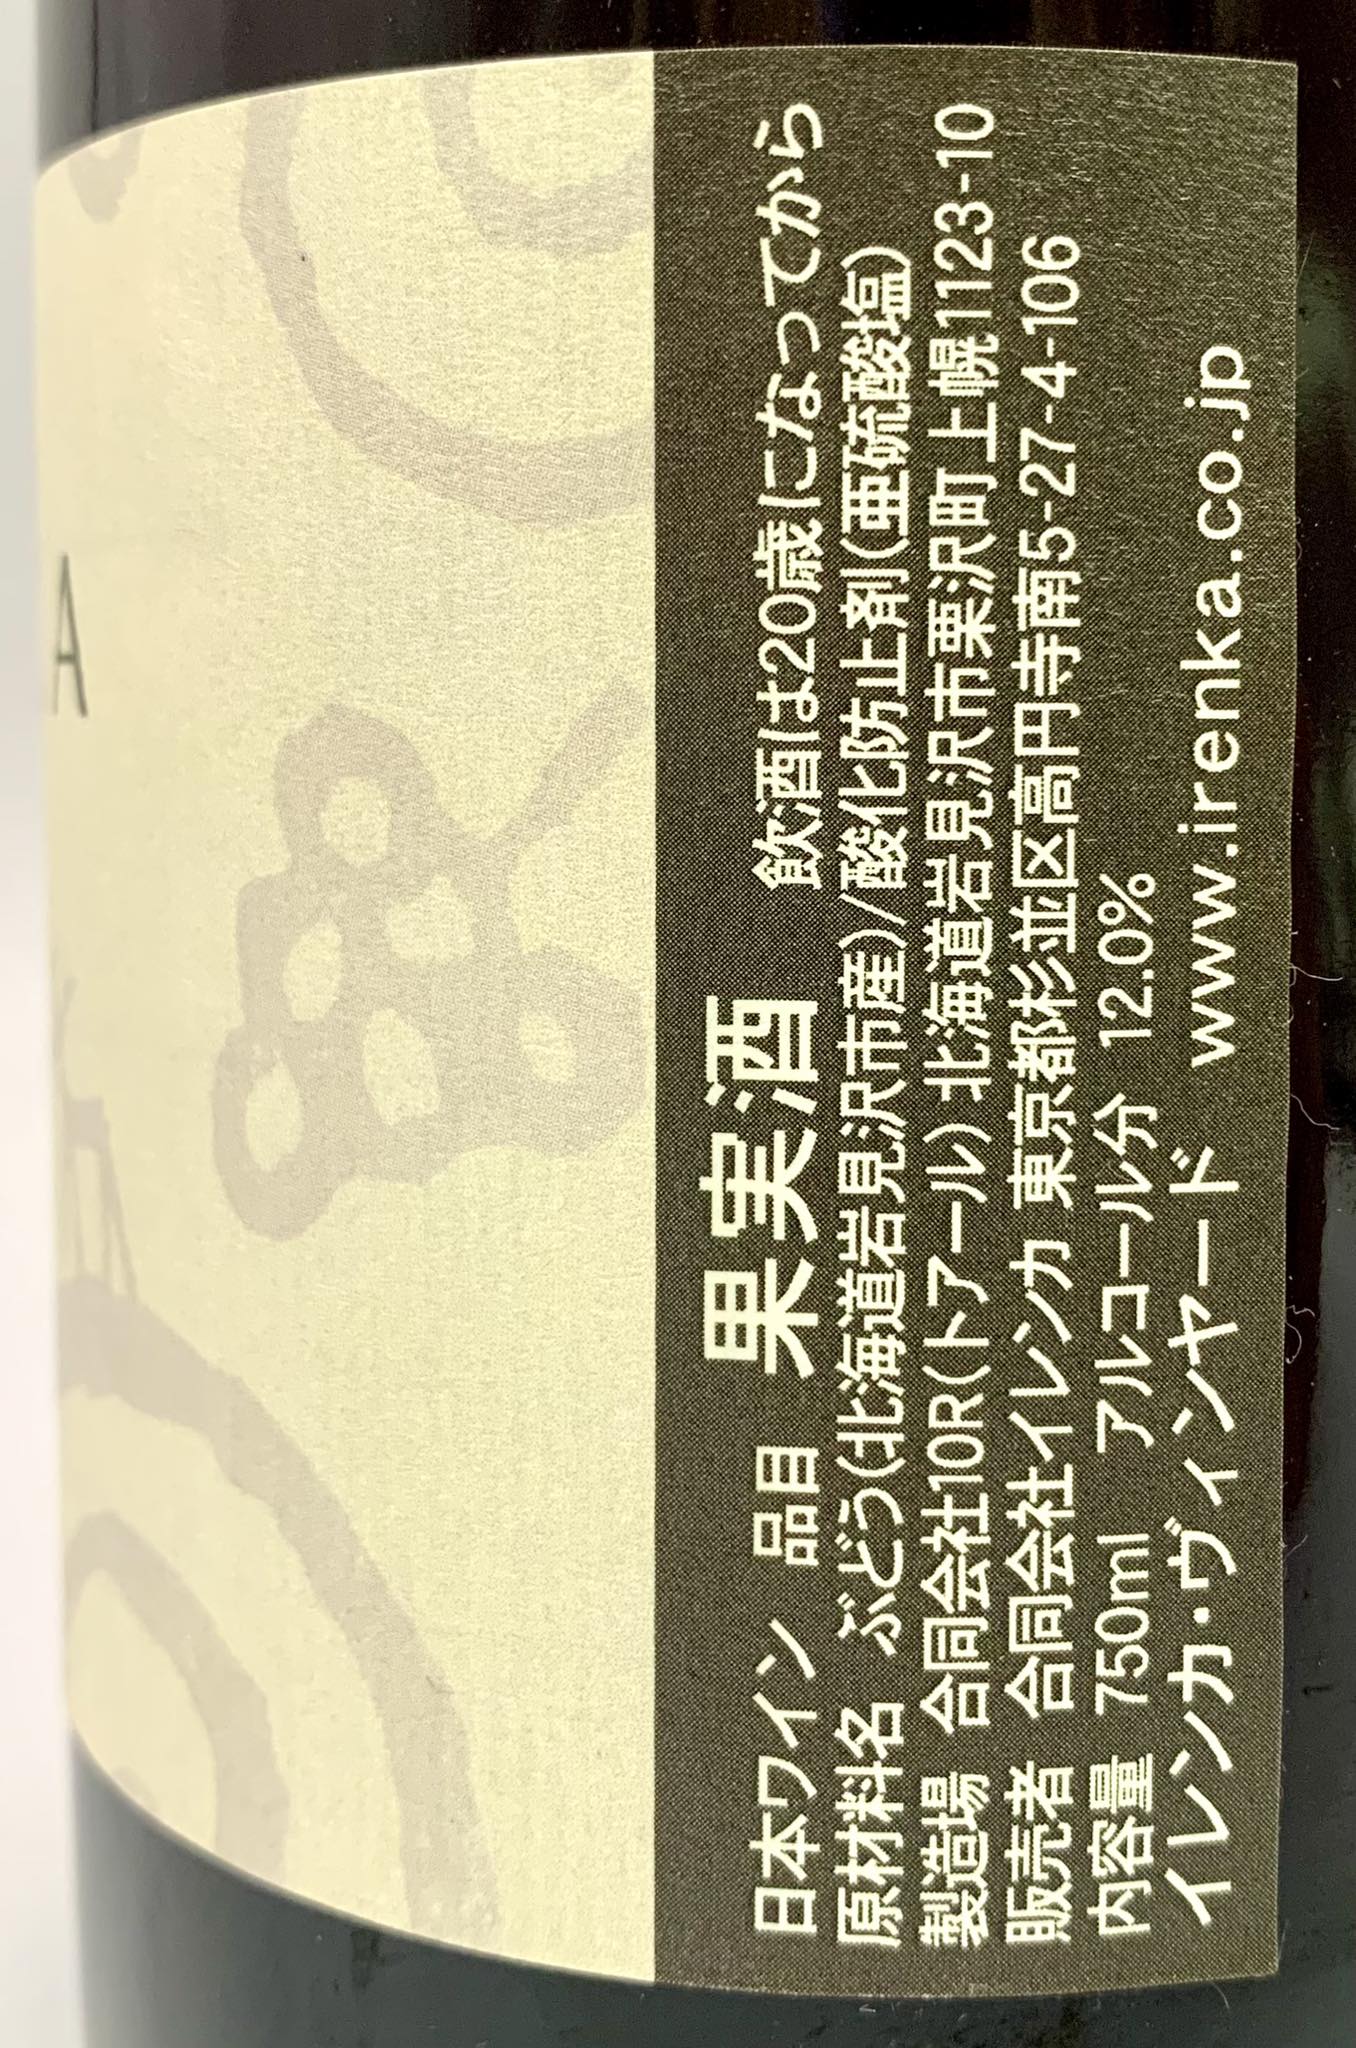 A
日本ワイン 品目 果実酒 飲酒は20歳になってから
原材料名 ぶどう(北海道岩見沢市産)/酸化防止剤(亜硫酸塩)
製造場 合同会社10R(トアール) 北海道岩見沢市栗沢町上幌1123-10
販売者 合同会社イレンカ 東京都杉並区高円寺南5-27-4-106
内容量 750ml アルコール分 12.0%
イレンカ・ヴィンヤード www.irenka.co.jp